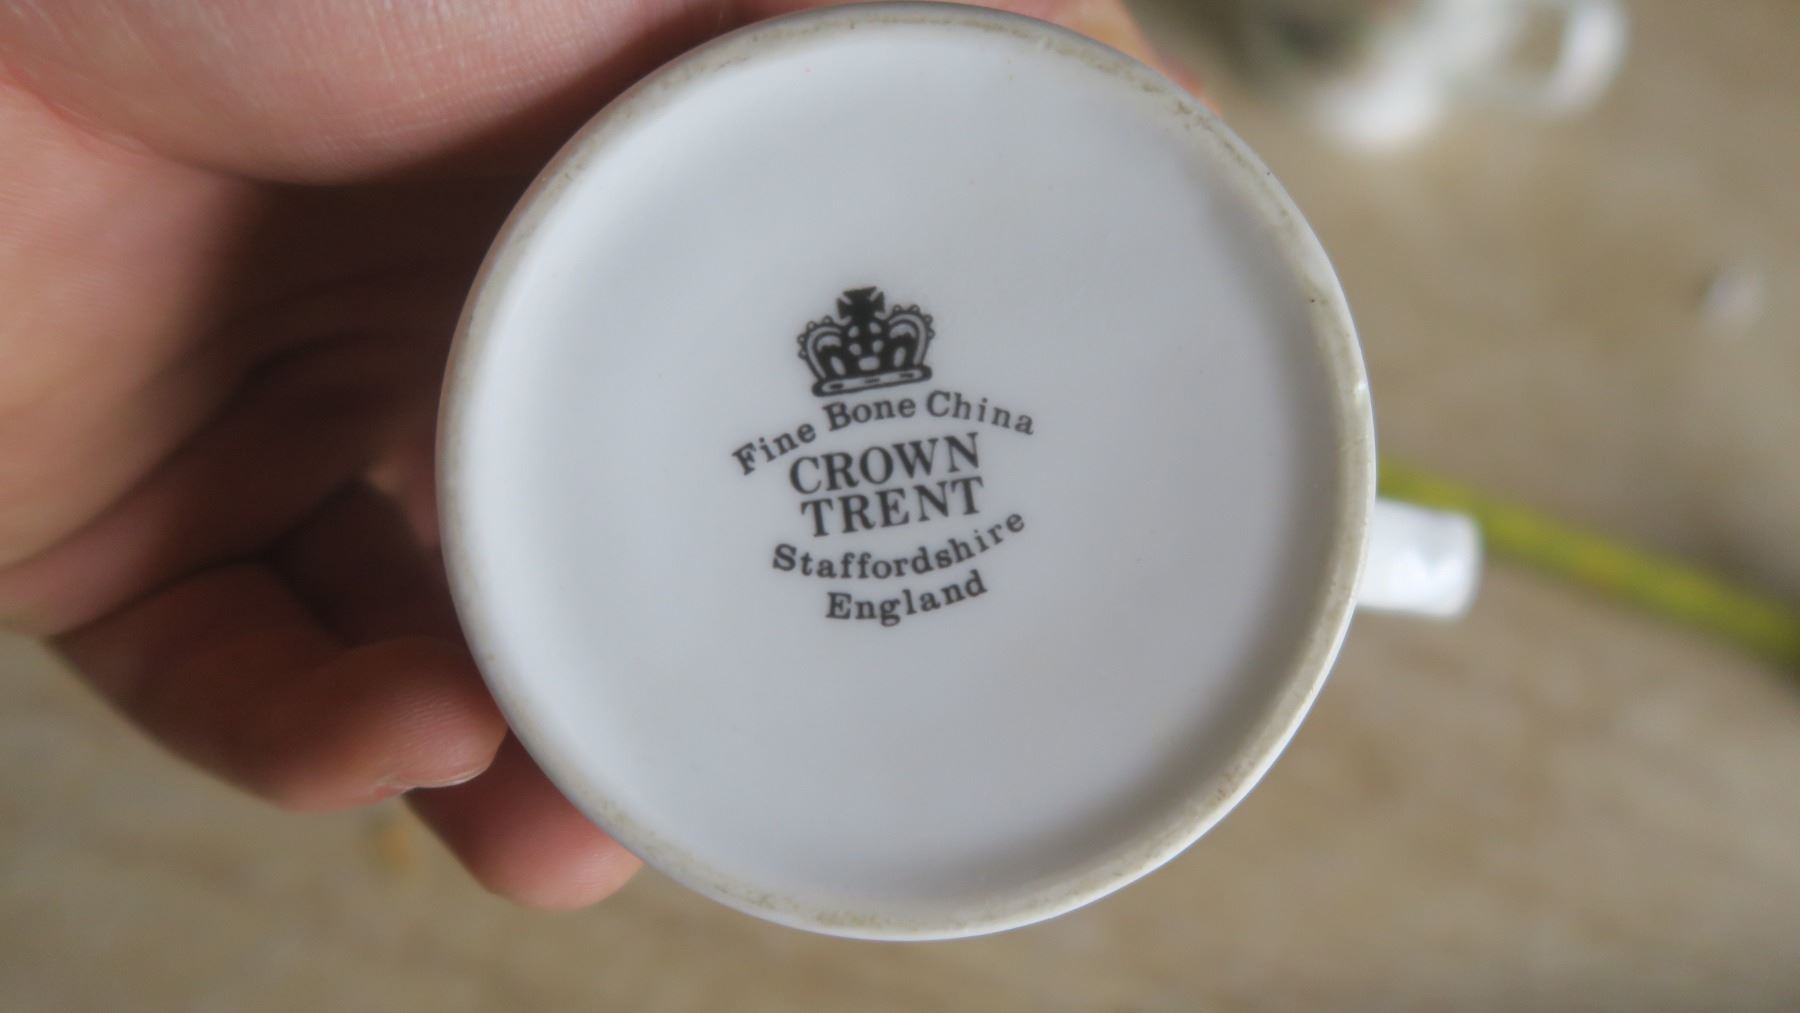 Fine Bone China
CROWN
TRENT
Staffordshire
England